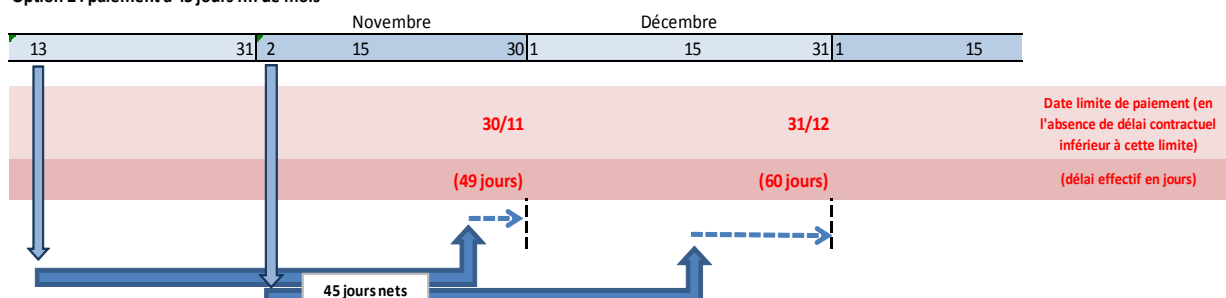 Novembre Décembre
13 31 2 15 30 1 15 31 1 15
Date limite de paiement (en
l'absence de délai contractuel
inférieur à cette limite)
30/11 31/12
(49 jours) (60 jours) (délai effectif en jours)
45 jours nets